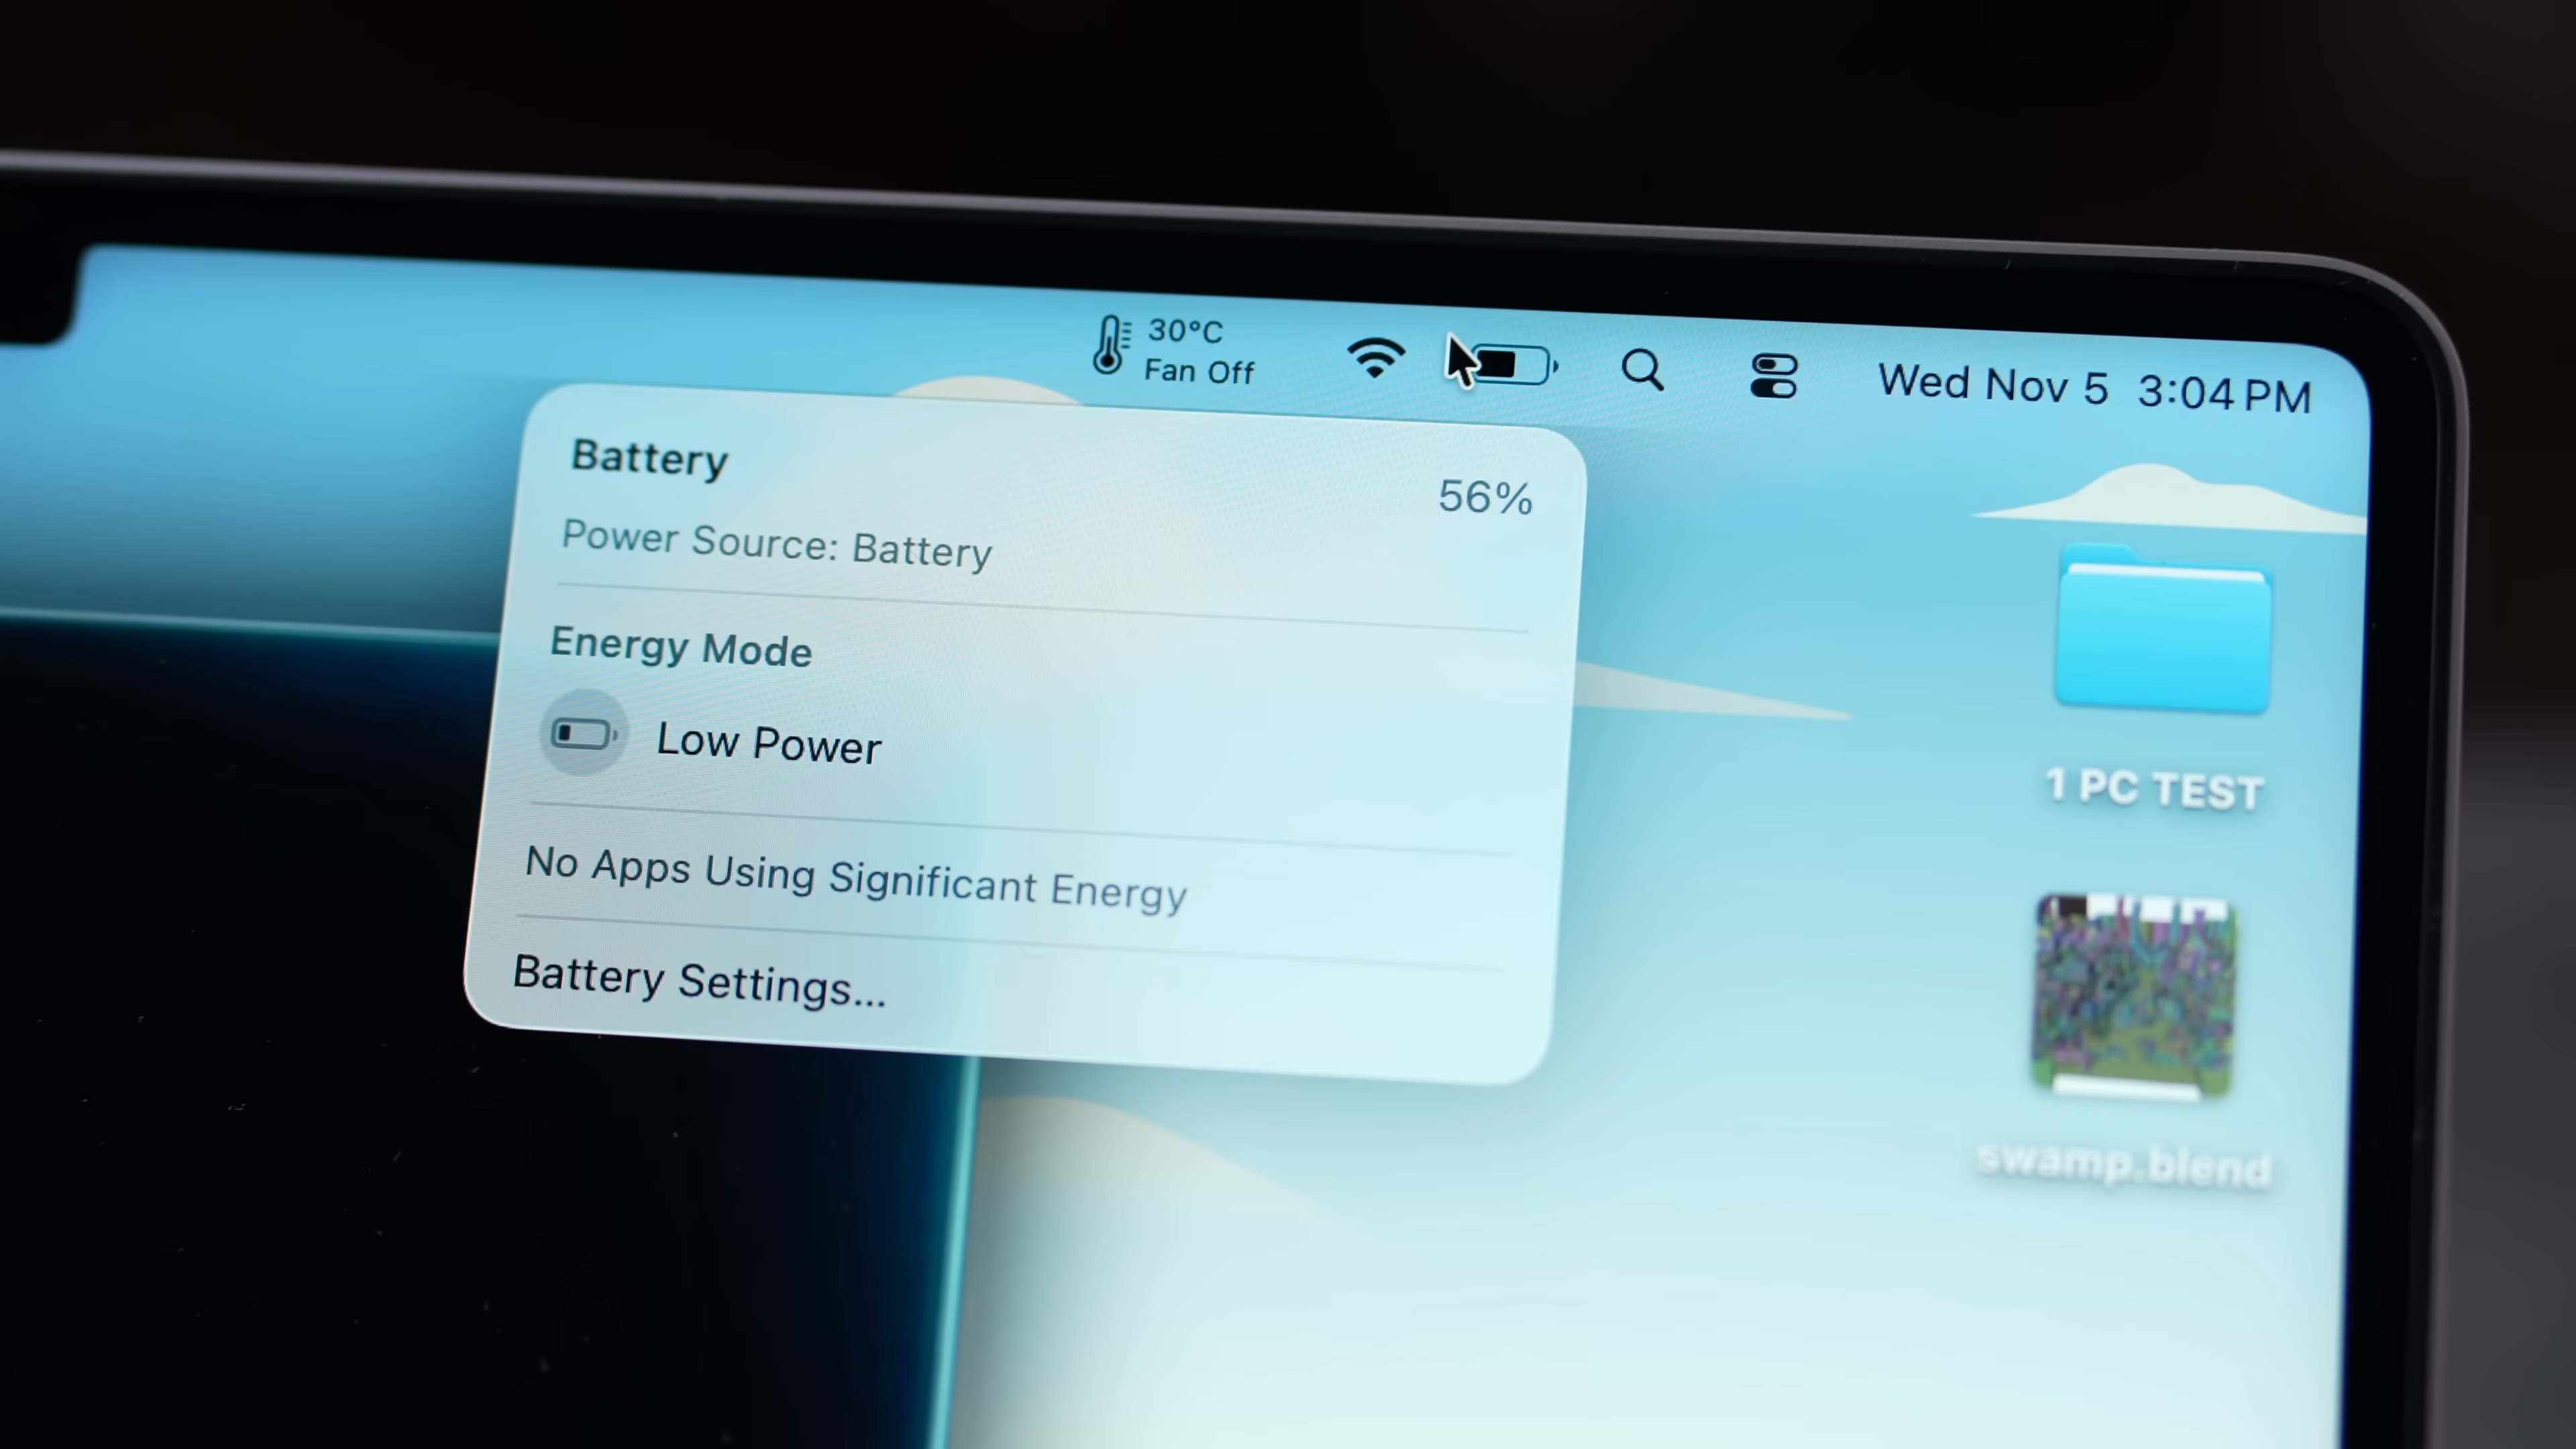 30°C
Fan Off
Wed Nov 5 3:04 PM
Battery
56%
Power Source: Battery
Energy Mode
Low Power
No Apps Using Significant Energy
Battery Settings...
1 PC TEST
swamp.blend